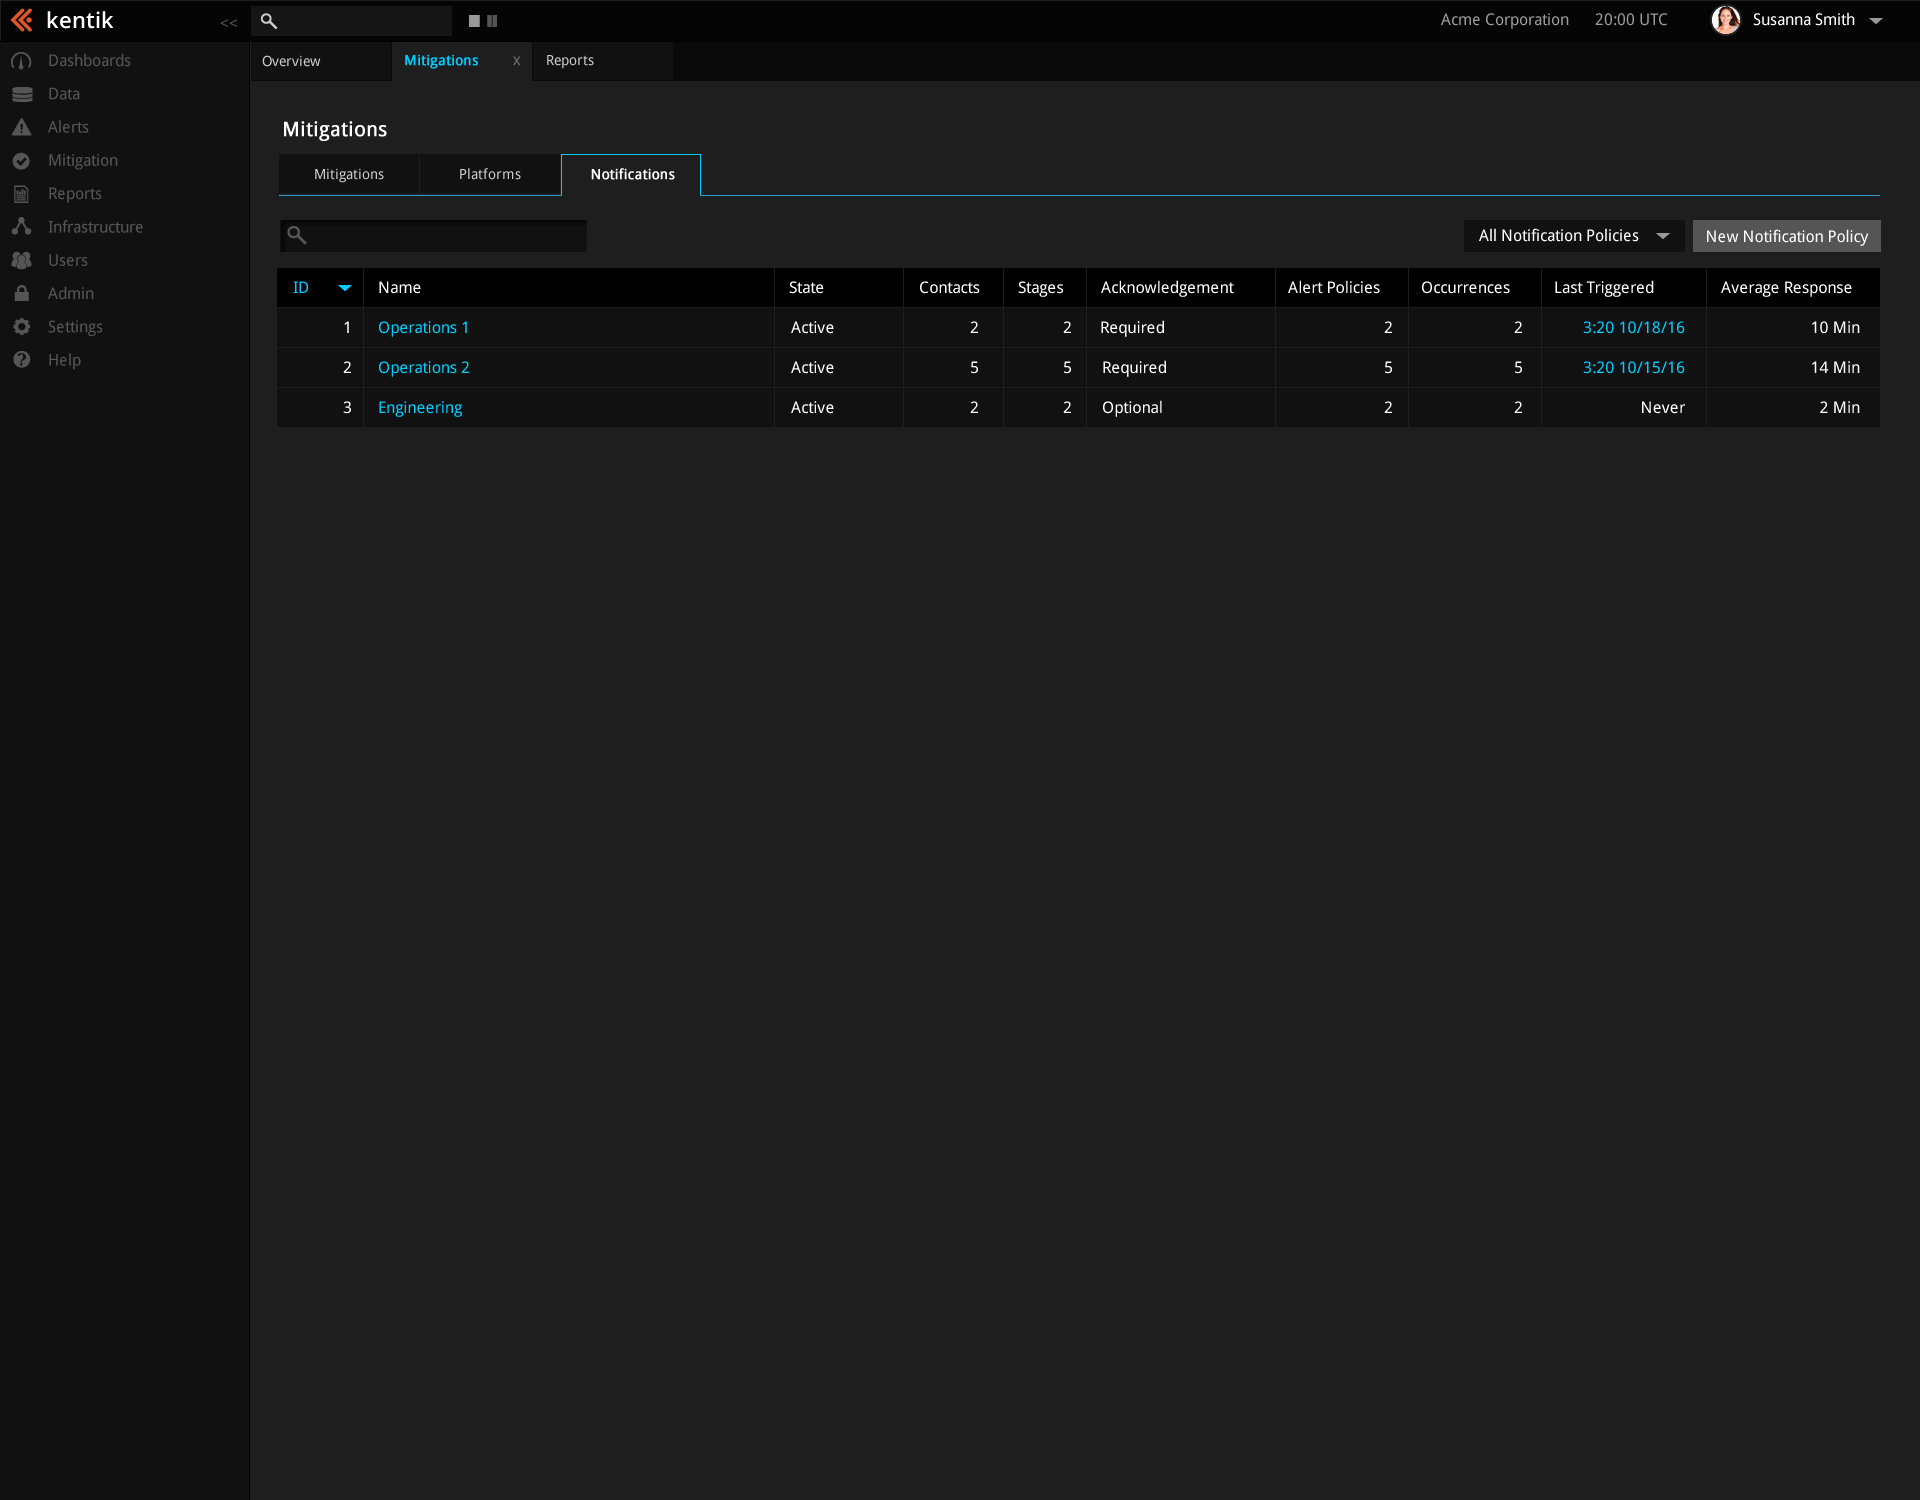 kentik <<
Acme Corporation 20:00 UTC Susanna Smith
Overview Mitigations x Reports
Dashboards
Data
Alerts
Mitigation
Reports
Infrastructure
Users
Admin
Settings
Help
Mitigations
Mitigations Platforms Notifications
All Notification Policies New Notification Policy
ID Name State Contacts Stages Acknowledgement Alert Policies Occurrences Last Triggered Average Response
1 Operations 1 Active 2 2 Required 2 2 3:20 10/18/16 10 Min
2 Operations 2 Active 5 5 Required 5 5 3:20 10/15/16 14 Min
3 Engineering Active 2 2 Optional 2 2 Never 2 Min